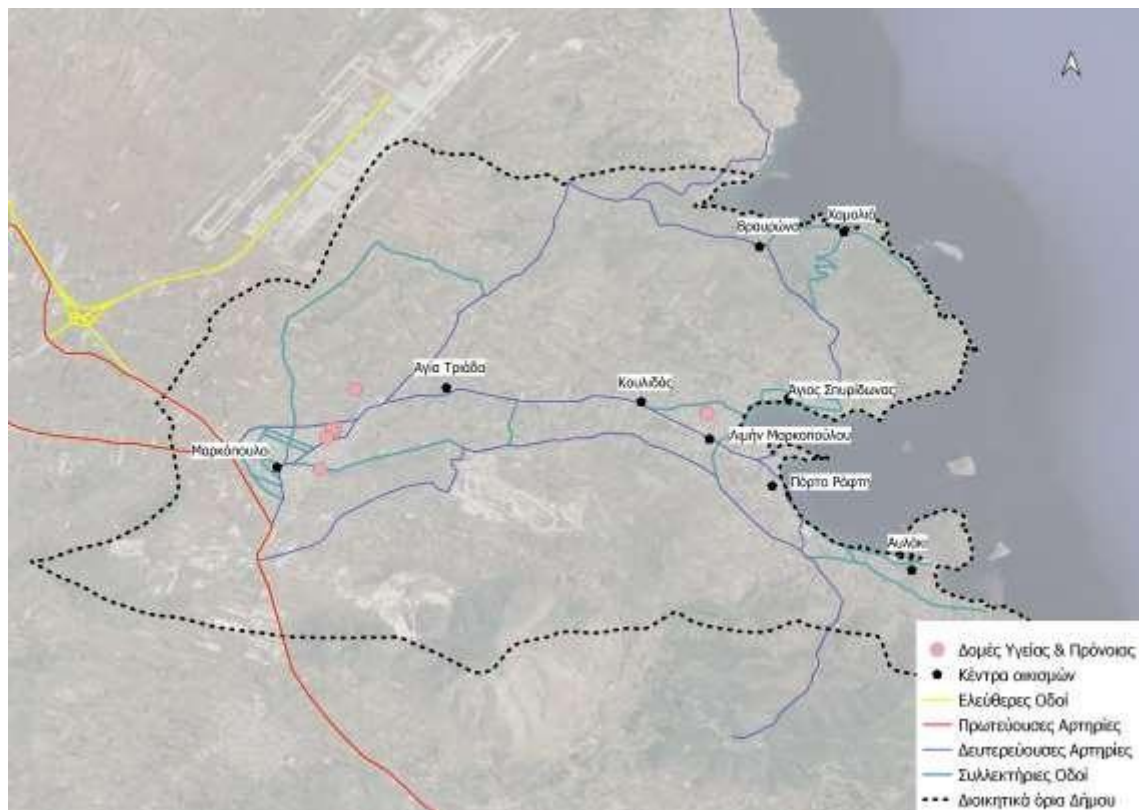 Χαμολιά
Βραυρώνα
Αγία Τριάδα
Κουλιδάς
Άγιος Σπυρίδωνας
Λιμήν Μαρκοπούλου
Μαρκόπουλο
Πόρτο Ράφτη
Αυλάκι
Δομές Υγείας & Πρόνοιας
Κέντρα οικισμών
Ελεύθερες Οδοί
Πρωτεύουσες Αρτηρίες
Δευτερεύουσες Αρτηρίες
Συλλεκτήριες Οδοί
Διοικητικά όρια Δήμου